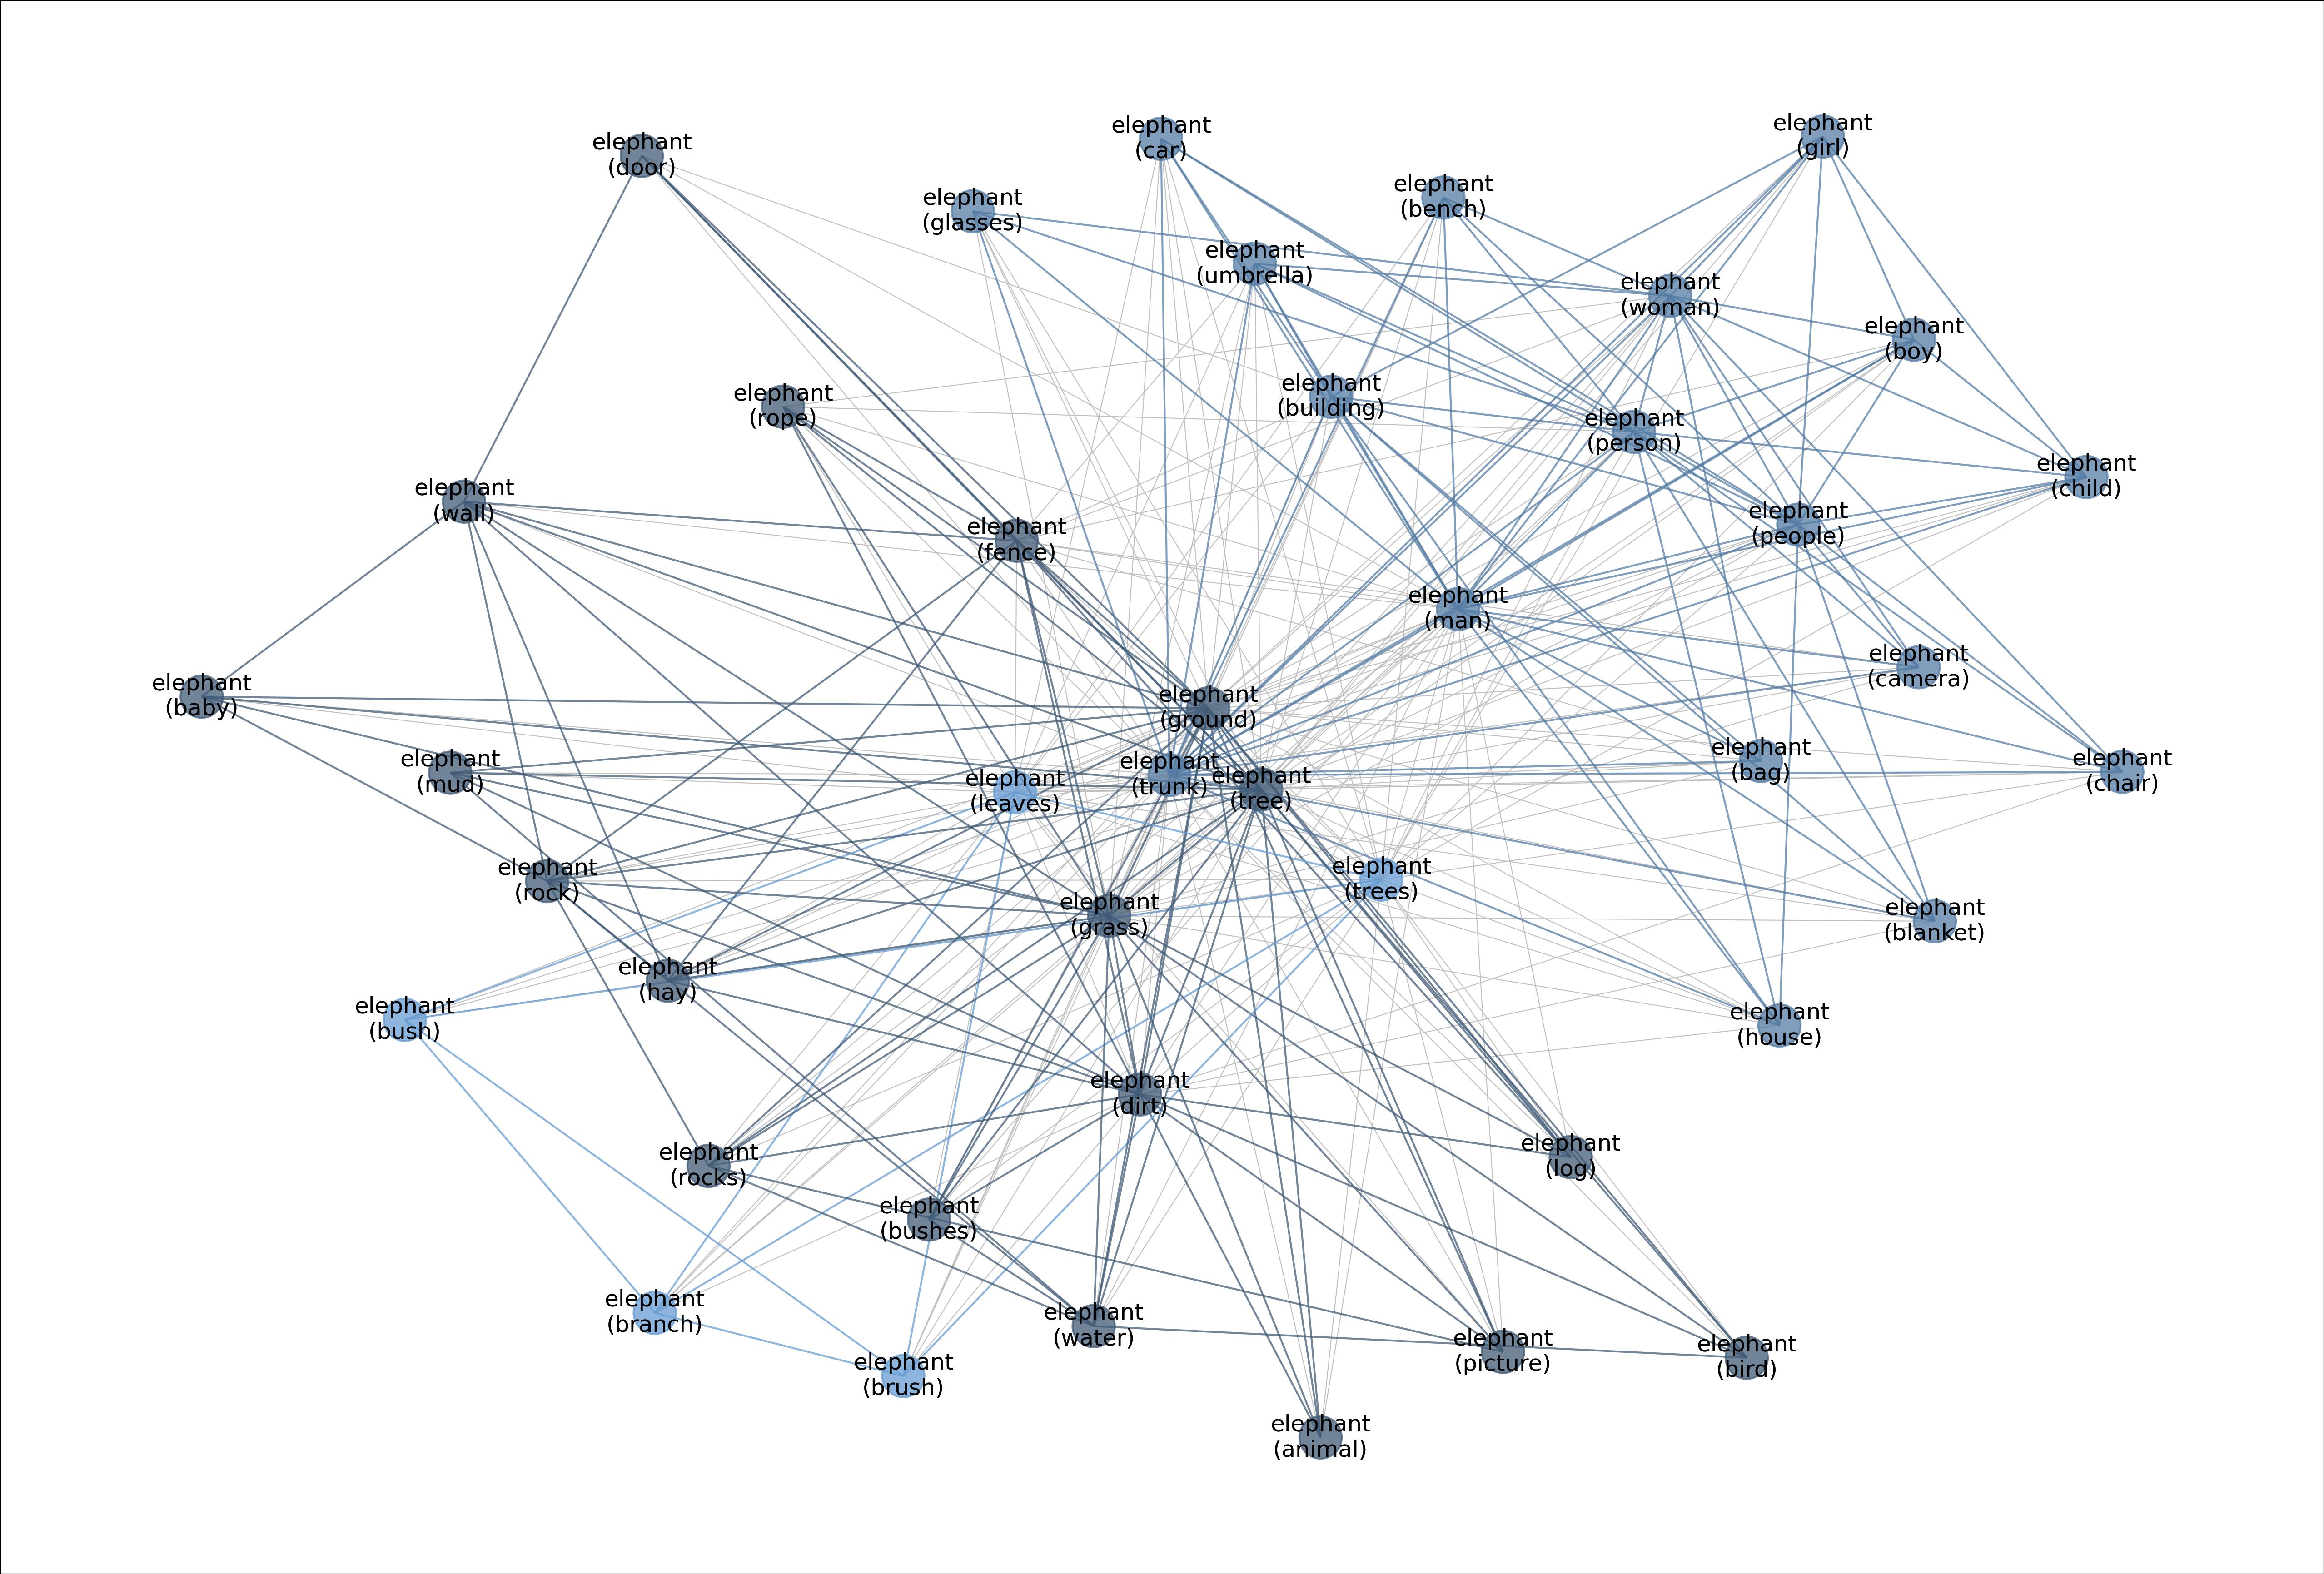 elephant
(door)
elephant
(car)
elephant
(girl)
elephant
(glasses)
elephant
(bench)
elephant
(umbrella)
elephant
(woman)
elephant
(boy)
elephant
(rope)
elephant
(building)
elephant
(person)
elephant
(wall)
elephant
(child)
elephant
(fence)
elephant
(people)
elephant
(man)
elephant
(baby)
elephant
(camera)
elephant
(ground)
elephant
(mud)
elephant
(leaves)
elephant
(trunk)
elephant
(tree)
elephant
(bag)
elephant
(chair)
elephant
(rock)
elephant
(trees)
elephant
(grass)
elephant
(blanket)
elephant
(hay)
elephant
(bush)
elephant
(house)
elephant
(dirt)
elephant
(rocks)
elephant
(log)
elephant
(bushes)
elephant
(branch)
elephant
(water)
elephant
(brush)
elephant
(picture)
elephant
(bird)
elephant
(animal)